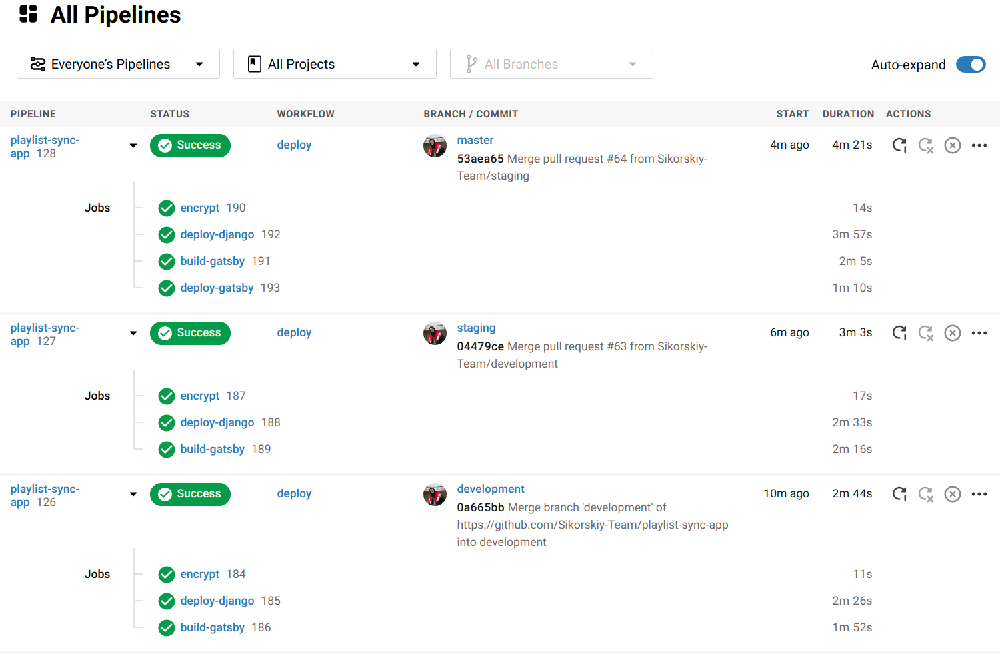 All Pipelines
Everyone’s Pipelines
All Projects
All Branches
Auto-expand
PIPELINE STATUS WORKFLOW BRANCH / COMMIT START DURATION ACTIONS
playlist-sync-
app 128
Success
deploy
master
53aea65 Merge pull request #64 from Sikorskiy-
Team/staging
4m ago
4m 21s
Jobs
encrypt 190 14s
deploy-django 192 3m 57s
build-gatsby 191 2m 5s
deploy-gatsby 193 1m 10s
playlist-sync-
app 127
Success
deploy
staging
04479ce Merge pull request #63 from Sikorskiy-
Team/development
6m ago
3m 3s
Jobs
encrypt 187 17s
deploy-django 188 2m 33s
build-gatsby 189 2m 16s
playlist-sync-
app 126
Success
deploy
development
0a665bb Merge branch 'development' of
https://github.com/Sikorskiy-Team/playlist-sync-app
into development
10m ago
2m 44s
Jobs
encrypt 184 11s
deploy-django 185 2m 26s
build-gatsby 186 1m 52s